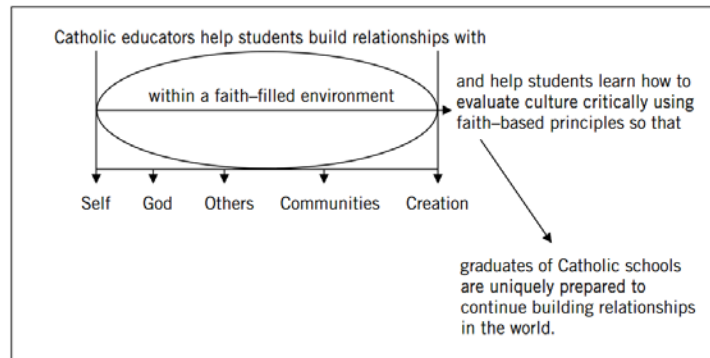 Catholic educators help students build relationships with
within a faith–filled environment
and help students learn how to
evaluate culture critically using
faith–based principles so that
Self God Others Communities Creation
graduates of Catholic schools
are uniquely prepared to
continue building relationships
in the world.